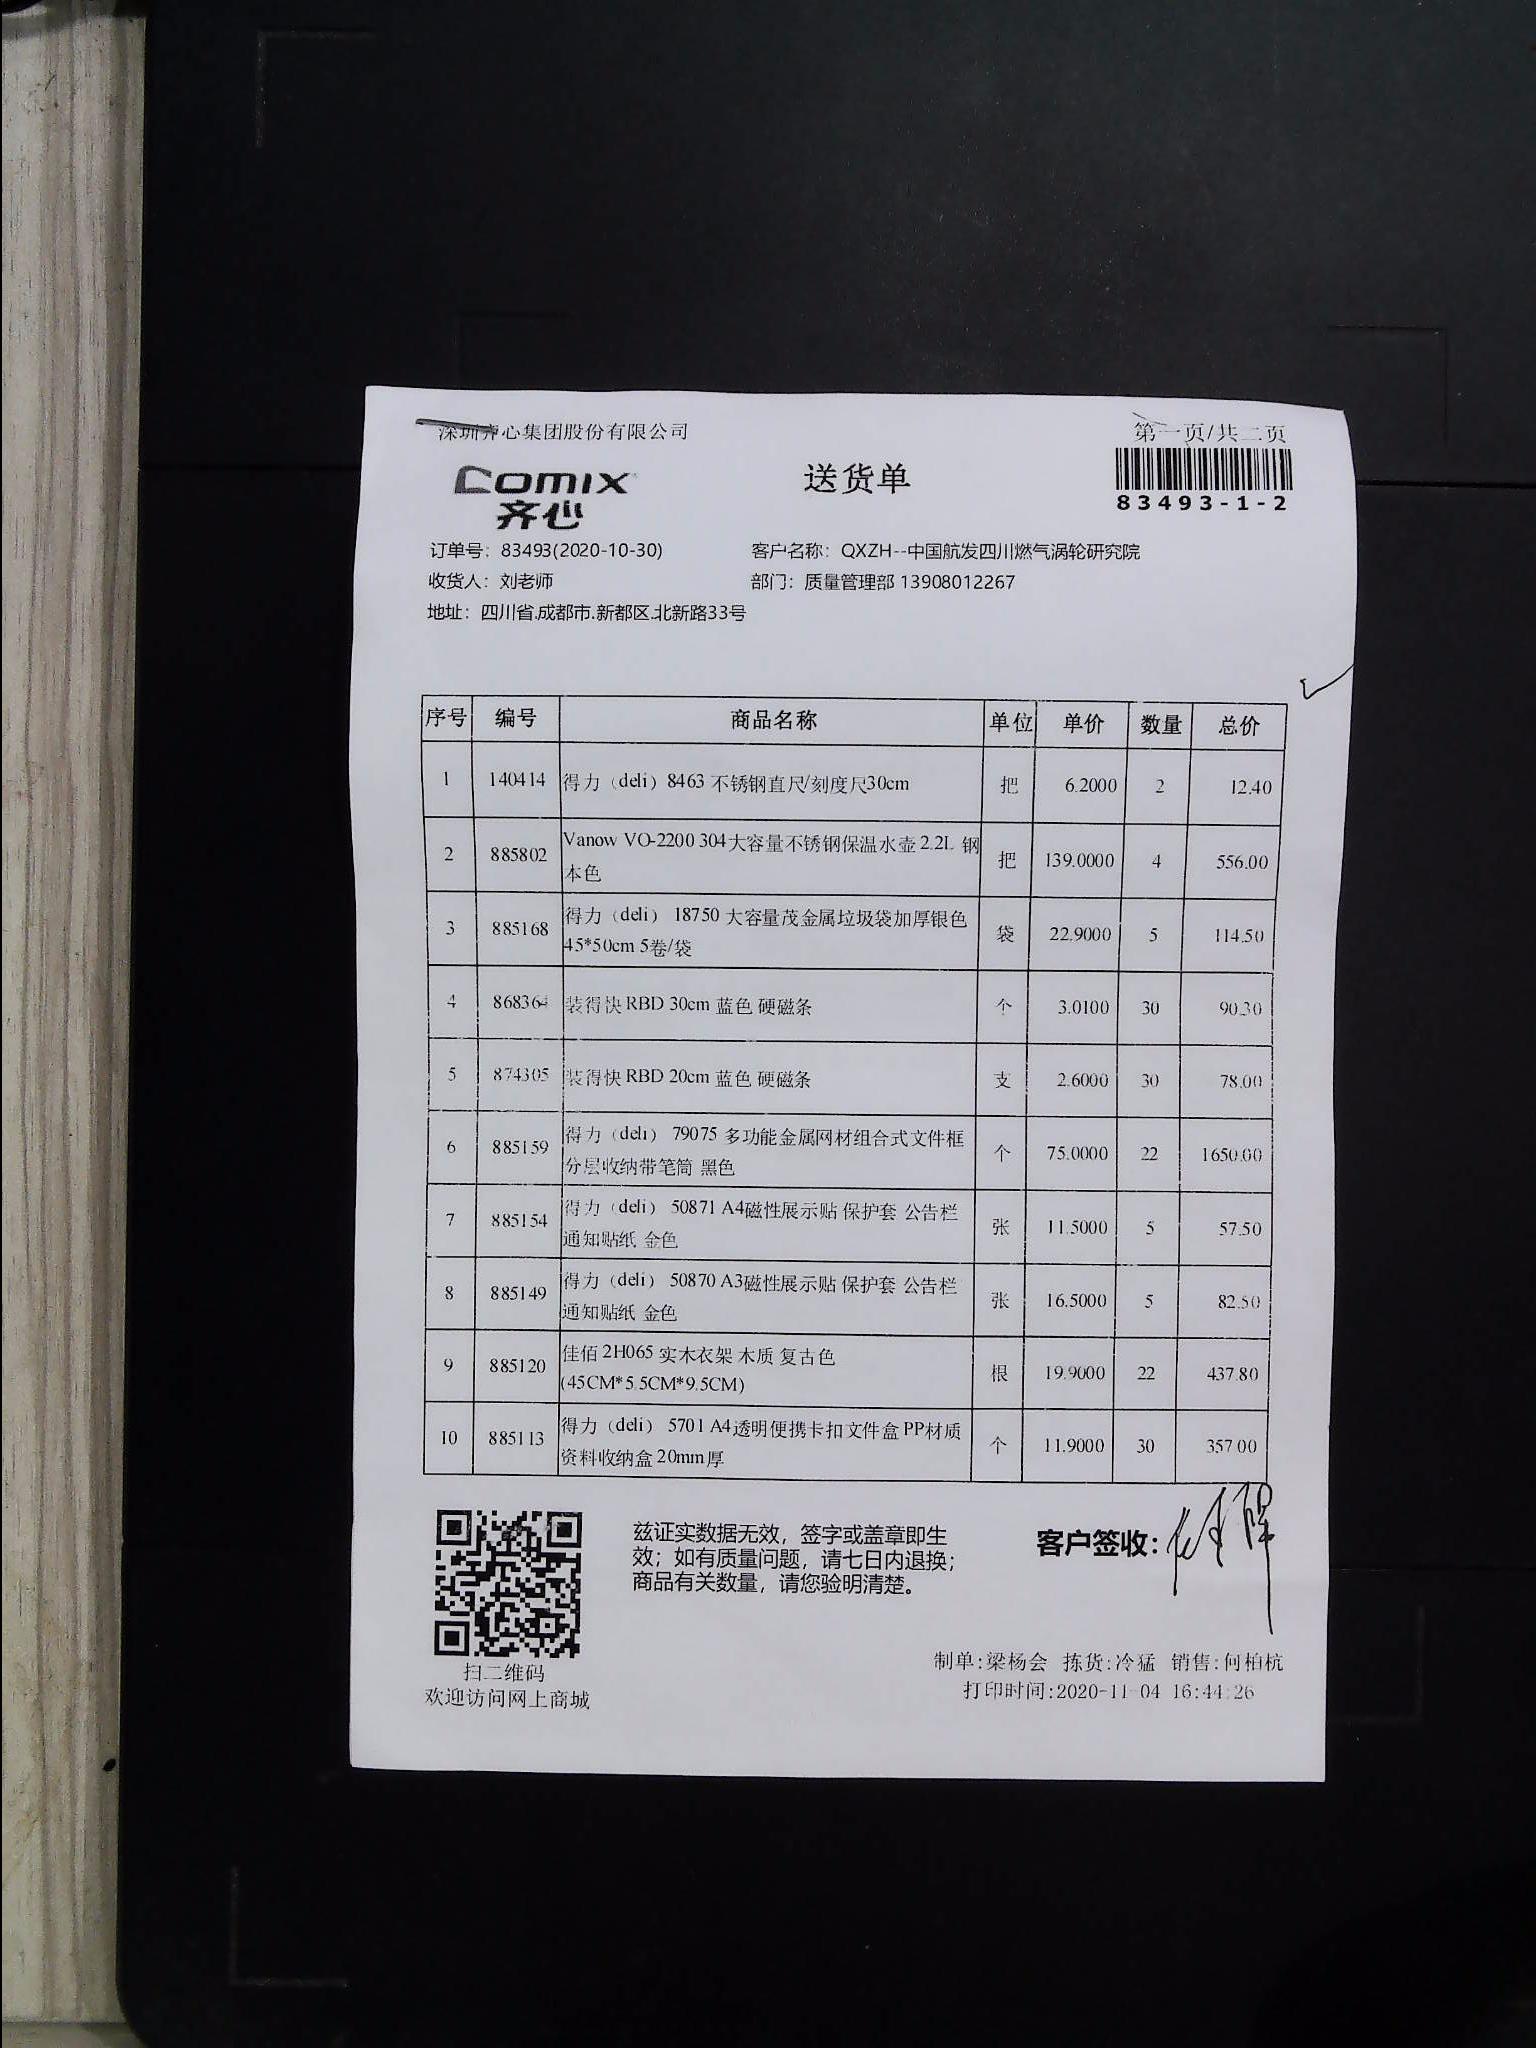 深圳齐心集团股份有限公司
第一页/共二页
COMIX
齐心
送货单
83493-1-2
订单号：83493(2020-10-30)
客户名称：QXZH--中国航发四川燃气涡轮研究院
收货人：刘老师
部门：质量管理部 13908012267
地址：四川省.成都市.新都区.北新路33号
序号 编号 商品名称 单位 单价 数量 总价
1 140414 得力（deli）8463 不锈钢直尺/刻度尺30cm 把 6.2000 2 12.40
2 885802 Vanow VO-2200 304大容量不锈钢保温水壶 2.2L 钢
本色 把 139.0000 4 556.00
3 885168 得力（deli） 18750 大容量茂金属垃圾袋加厚银色
45*50cm 5卷/袋 袋 22.9000 5 114.50
4 868364 装得快 RBD 30cm 蓝色 硬磁条 个 3.0100 30 90.30
5 874305 装得快 RBD 20cm 蓝色 硬磁条 支 2.6000 30 78.00
6 885159 得力（deli） 79075 多功能金属网材组合式文件框
分层收纳带笔筒 黑色 个 75.0000 22 1650.00
7 885154 得力（deli） 50871 A4磁性展示贴 保护套 公告栏
通知贴纸 金色 张 11.5000 5 57.50
8 885149 得力（deli） 50870 A3磁性展示贴 保护套 公告栏
通知贴纸 金色 张 16.5000 5 82.50
9 885120 佳佰 2H065 实木衣架 木质 复古色
(45CM*5.5CM*9.5CM) 根 19.9000 22 437.80
10 885113 得力（deli） 5701 A4透明便携卡扣文件盒 PP材质
资料收纳盒 20mm厚 个 11.9000 30 357.00
兹证实数据无效，签字或盖章即生
效；如有质量问题，请七日内退换；
商品有关数量，请您验明清楚。
客户签收：
扫二维码
欢迎访问网上商城
制单:梁杨会 拣货:冷猛 销售:何柏杭
打印时间:2020-11-04 16:44:26